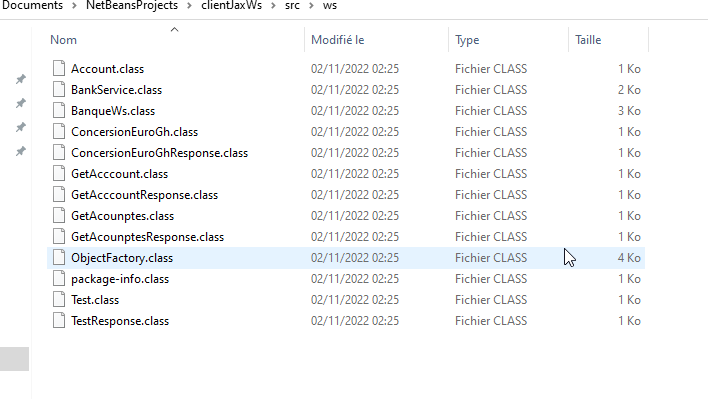 Documents > NetBeansProjects > clientJaxWs > src > ws
Nom Modifié le Type Taille
Account.class 02/11/2022 02:25 Fichier CLASS 1 Ko
BankService.class 02/11/2022 02:25 Fichier CLASS 2 Ko
BanqueWs.class 02/11/2022 02:25 Fichier CLASS 3 Ko
ConcersionEuroGh.class 02/11/2022 02:25 Fichier CLASS 1 Ko
ConcersionEuroGhResponse.class 02/11/2022 02:25 Fichier CLASS 1 Ko
GetAcccount.class 02/11/2022 02:25 Fichier CLASS 1 Ko
GetAcccountResponse.class 02/11/2022 02:25 Fichier CLASS 1 Ko
GetAcounptes.class 02/11/2022 02:25 Fichier CLASS 1 Ko
GetAcounptesResponse.class 02/11/2022 02:25 Fichier CLASS 1 Ko
ObjectFactory.class 02/11/2022 02:25 Fichier CLASS 4 Ko
package-info.class 02/11/2022 02:25 Fichier CLASS 1 Ko
Test.class 02/11/2022 02:25 Fichier CLASS 1 Ko
TestResponse.class 02/11/2022 02:25 Fichier CLASS 1 Ko